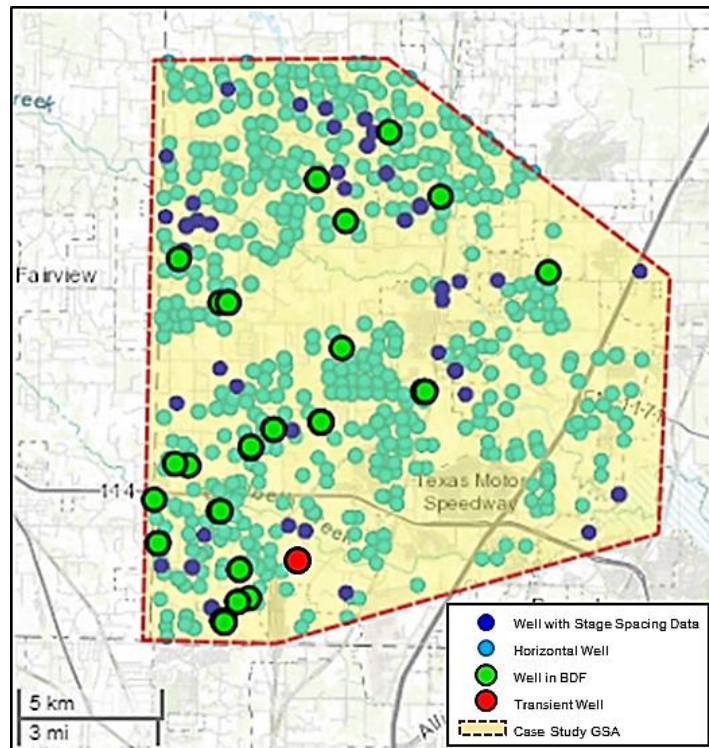 reek
Fairview
1171
114
Texas Motor
Speedway
Well with Stage Spacing Data
Horizontal Well
Well in BDF
Transient Well
Case Study GSA
5 km
3 mi